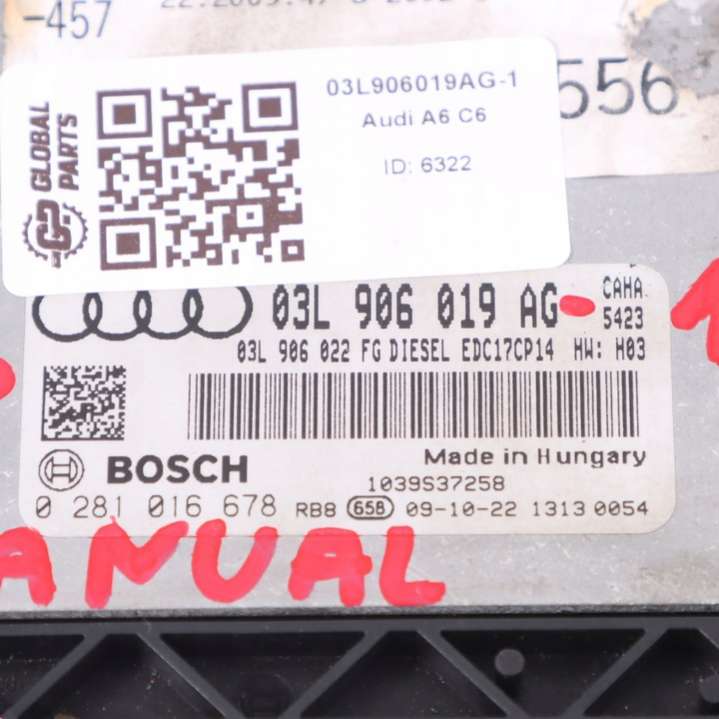 -457
556
GLOBAL
PARTS
GP
03L906019AG-1
Audi A6 C6
ID: 6322
03L 906 019 AG
CAHA
5423
03L 906 022 FG DIESEL EDC17CP14 HW: H03
Made in Hungary
BOSCH
1039S37258
0 281 016 678 RB8 658 09-10-22 1313 0054
ANUAL